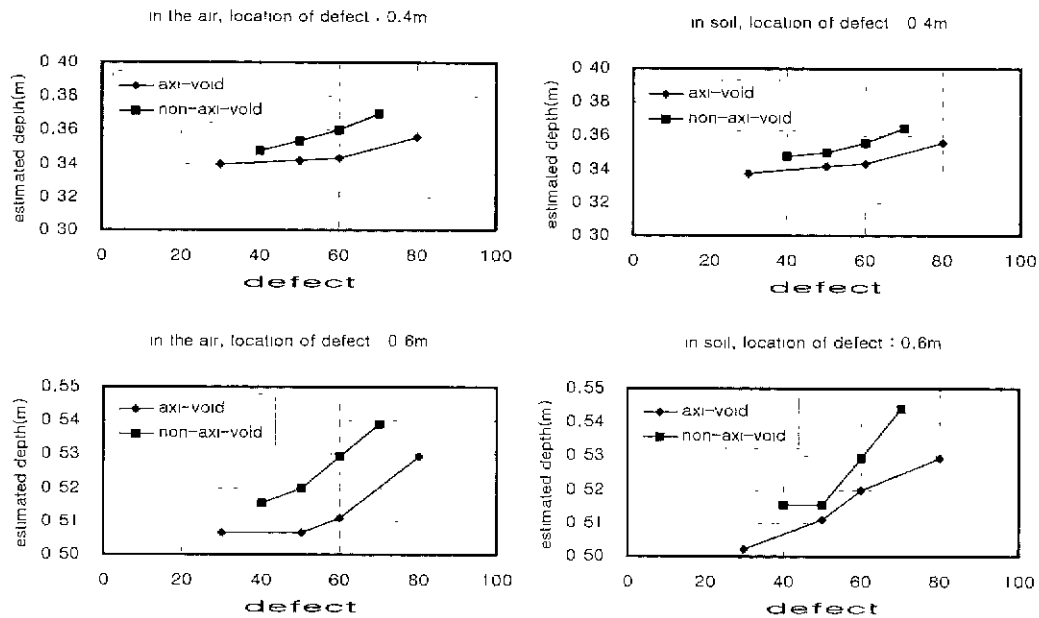 in the air, location of defect : 0.4m
estimated depth(m)
0 40
0 38
0 36
0 34
0 32
0 30
axi-void
non-axi-void
0 20 40 60 80 100
defect
in soil, location of defect 0 4m
estimated depth(m)
0 40
0 38
0 36
0 34
0 32
0 30
axi-void
non-axi-void
0 20 40 60 80 100
defect
in the air, location of defect 0 6m
estimated depth(m)
0 55
0 54
0 53
0 52
0 51
0 50
axi-void
non-axi-void
0 20 40 60 80 100
defect
in soil, location of defect : 0.6m
estimated depth(m)
0 55
0 54
0 53
0 52
0 51
0 50
axi-void
non-axi-void
0 20 40 60 80 100
defect